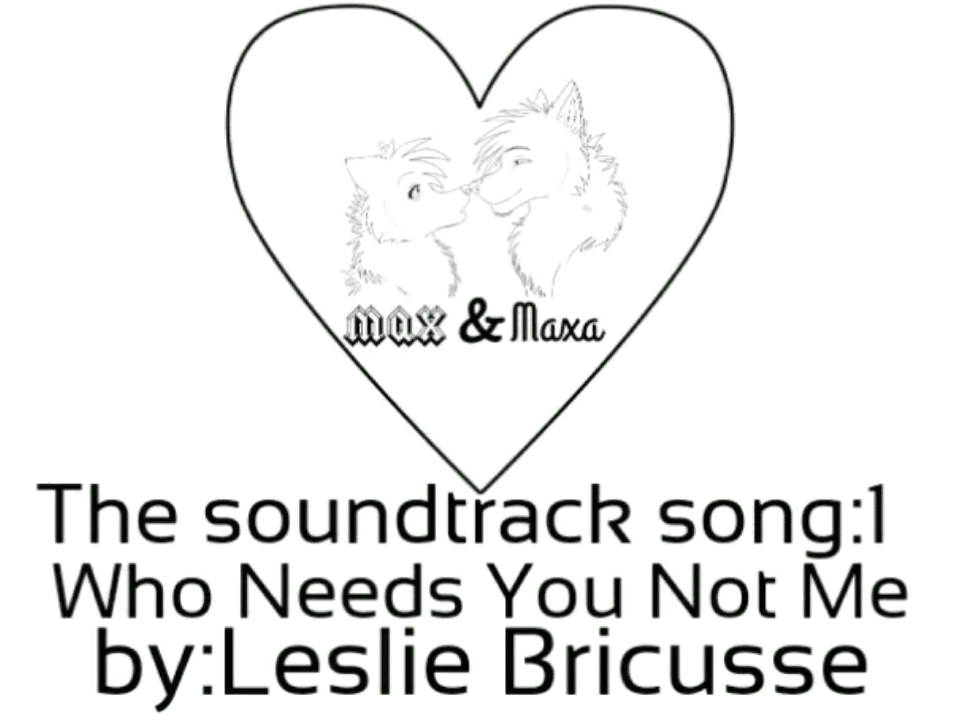 max & Maxa
The soundtrack song:1
Who Needs You Not Me
by:Leslie Bricusse